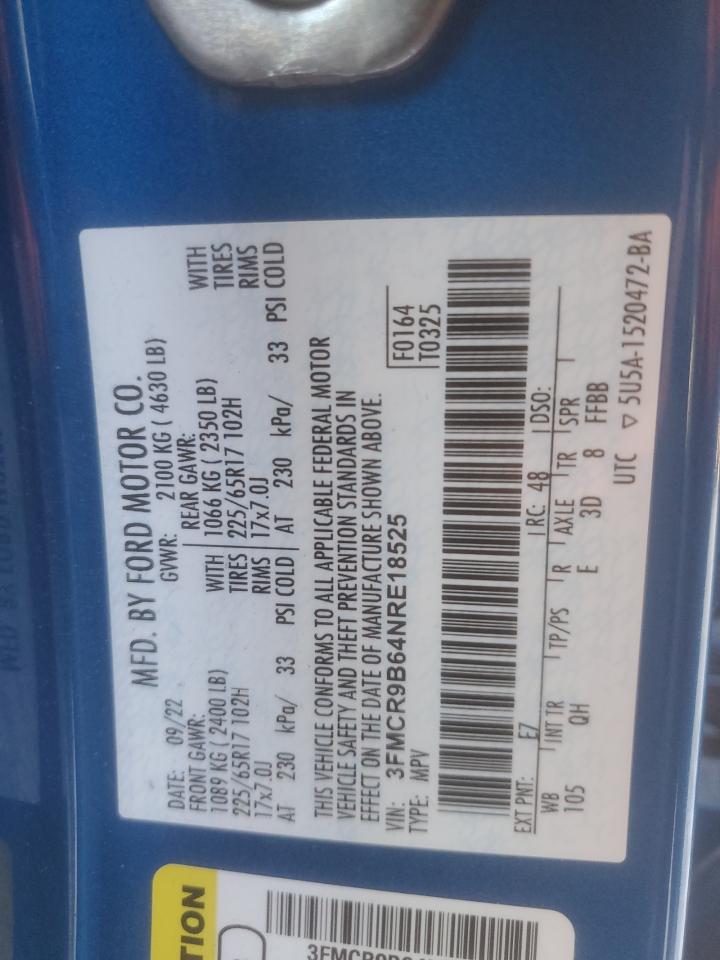 MFD. BY FORD MOTOR CO.
DATE: 09/22 GVWR: 2100 KG ( 4630 LB)
FRONT GAWR: REAR GAWR:
1089 KG ( 2400 LB) WITH 1066 KG ( 2350 LB) WITH
225/65R17 102H TIRES 225/65R17 102H TIRES
17x7.0J RIMS 17x7.0J RIMS
AT 230 kPa/ 33 PSI COLD AT 230 kPa/ 33 PSI COLD
THIS VEHICLE CONFORMS TO ALL APPLICABLE FEDERAL MOTOR
VEHICLE SAFETY AND THEFT PREVENTION STANDARDS IN
EFFECT ON THE DATE OF MANUFACTURE SHOWN ABOVE.
VIN: 3FMCR9B64NRE18525 F0164
TYPE: MPV T0325
EXT PNT: E7 RC: 48 DSO:
WB INT TR TP/PS R AXLE TR SPR
105 QH E 3D 8 FFBB
UTC ▽ 5U5A-1520472-BA
TION